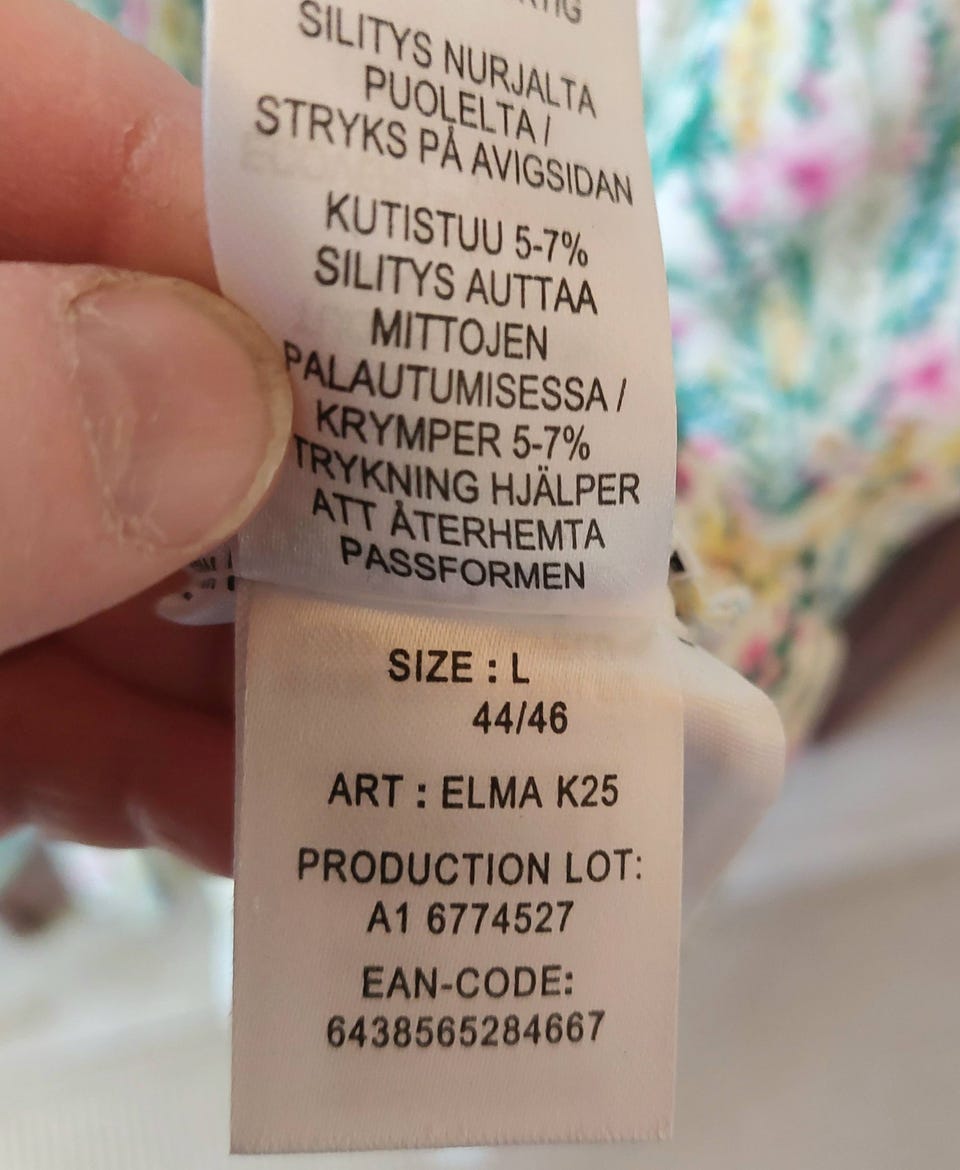 SILITYS NURJALTA
PUOLELTA /
STRYKS PÅ AVIGSIDAN
KUTISTUU 5-7%
SILITYS AUTTAA
MITTOJEN
PALAUTUMISESSA /
KRYMPER 5-7%
TRYKNING HJÄLPER
ATT ÅTERHEMTA
PASSFORMEN
SIZE : L
44/46
ART : ELMA K25
PRODUCTION LOT:
A1 6774527
EAN-CODE:
6438565284667